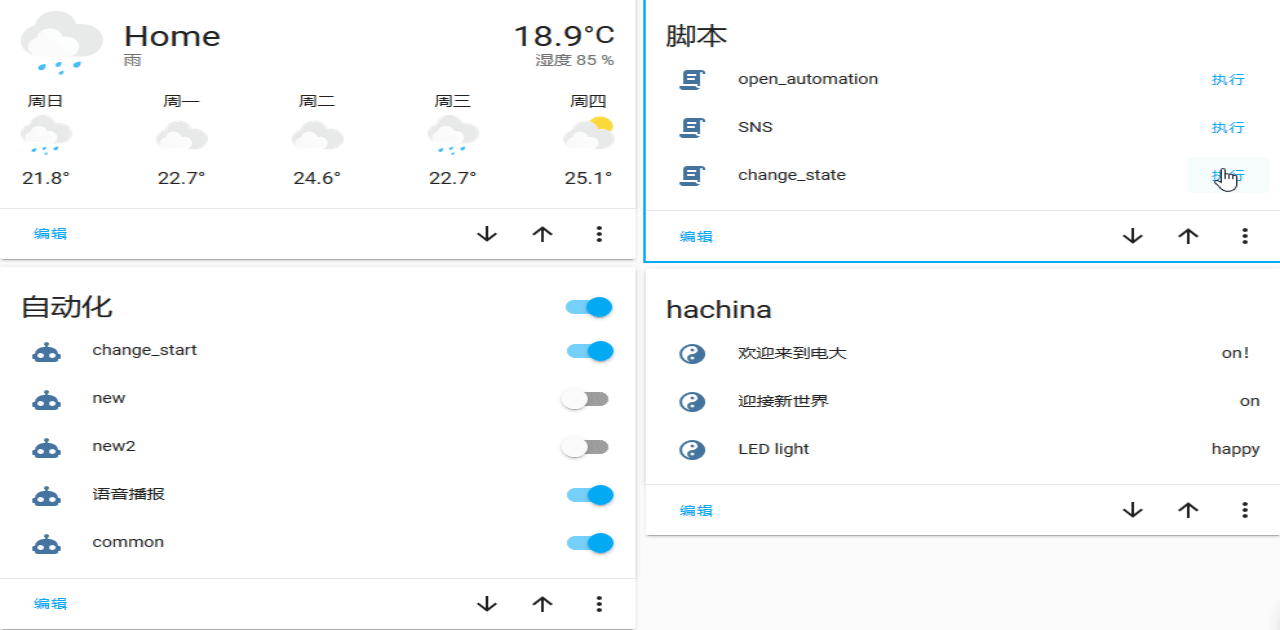 Home
18.9°C
雨
湿度 85 %
周日 周一 周二 周三 周四
21.8° 22.7° 24.6° 22.7° 25.1°
编辑
自动化
change_start
new
new2
语音播报
common
编辑
脚本
open_automation 执行
SNS 执行
change_state 执行
编辑
hachina
欢迎来到电大 on!
迎接新世界 on
LED light happy
编辑